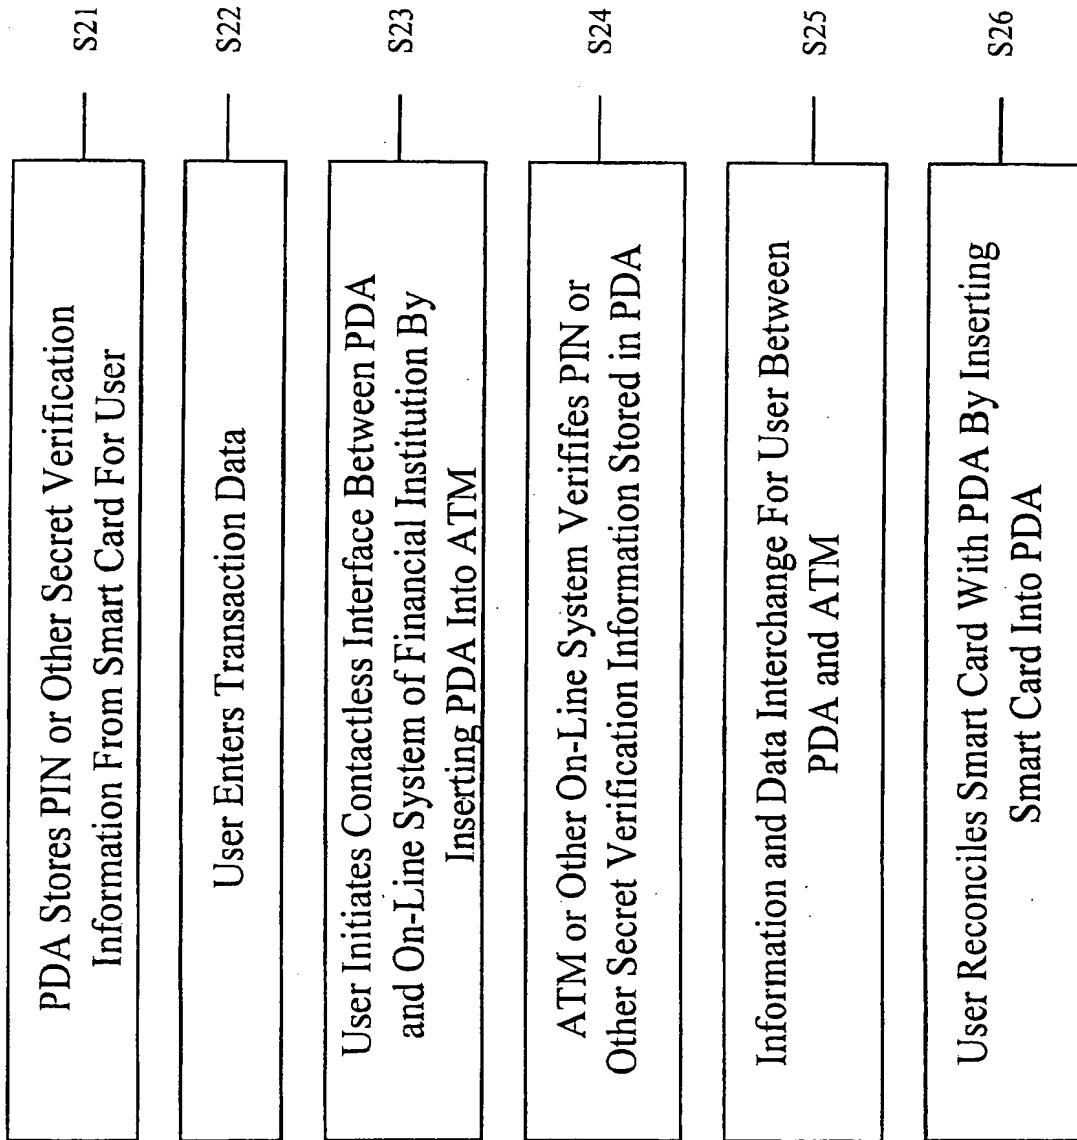 PDA Stores PIN or Other Secret Verification
Information From Smart Card For User
S21
User Enters Transaction Data
S22
User Initiates Contactless Interface Between PDA
and On-Line System of Financial Institution By
Inserting PDA Into ATM
S23
ATM or Other On-Line System Verififes PIN or
Other Secret Verification Information Stored in PDA
S24
Information and Data Interchange For User Between
PDA and ATM
S25
User Reconciles Smart Card With PDA By Inserting
Smart Card Into PDA
S26